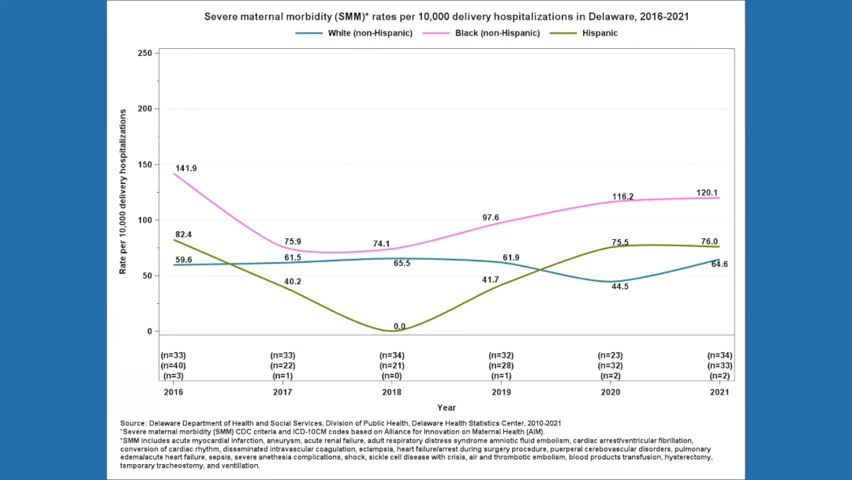 Severe maternal morbidity (SMM)* rates per 10,000 delivery hospitalizations in Delaware, 2016-2021
White (non-Hispanic) Black (non-Hispanic) Hispanic
Rate per 10,000 delivery hospitalizations
250
200
150
100
50
0
141.9
82.4
59.6
75.9
61.5
40.2
74.1
65.5
0.0
97.6
61.9
41.7
116.2
75.5
44.5
120.1
76.0
64.6
(n=33) (n=33) (n=34) (n=32) (n=23) (n=34)
(n=40) (n=22) (n=21) (n=28) (n=32) (n=33)
(n=3) (n=1) (n=0) (n=1) (n=2) (n=2)
2016 2017 2018 2019 2020 2021
Year
Source: Delaware Department of Health and Social Services, Division of Public Health, Delaware Health Statistics Center, 2010-2021
*Severe maternal morbidity (SMM) CDC criteria and ICD-10CM codes based on Alliance for Innovation on Maternal Health (AIM).
*SMM includes acute myocardial infarction, aneurysm, acute renal failure, adult respiratory distress syndrome amniotic fluid embolism, cardiac arrest/ventricular fibrillation,
conversion of cardiac rhythm, disseminated intravascular coagulation, eclampsia, heart failure/arrest during surgery procedure, puerperal cerebovascular disorders, pulmonary
edema/acute heart failure, sepsis, severe anethesia complications, shock, sickle cell disease with crisis, air and thrombotic embolism, blood products transfusion, hysterectomy,
temporary tracheostomy, and ventilation.